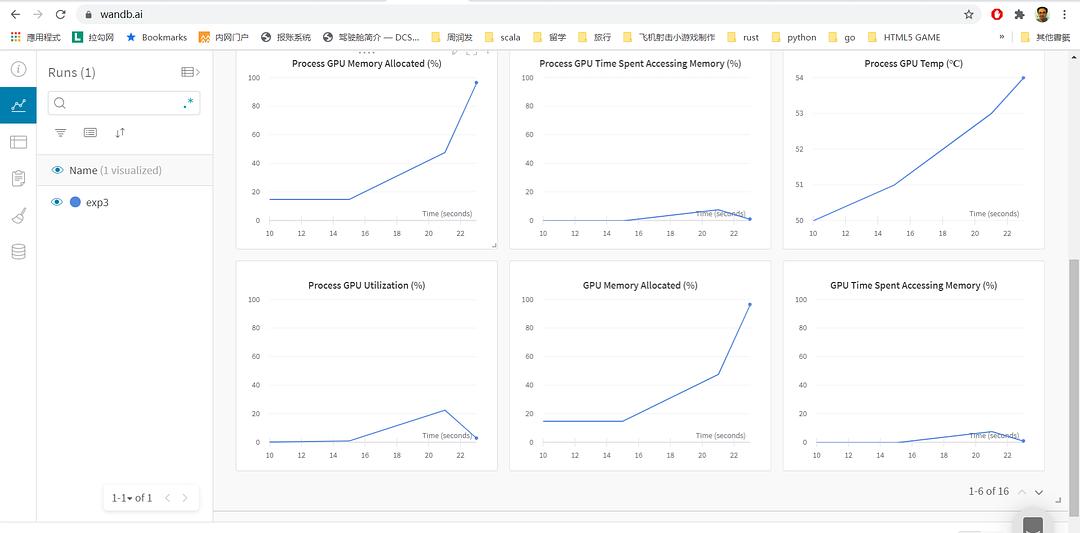 wandb.ai
應用程式 拉勾网 Bookmarks 内网门户 报账系统 驾驶舱简介 — DCS... 周润发 scala 留学 旅行 飞机射击小游戏制作 rust python go HTML5 GAME » 其他書籤
Runs (1)
.*
Name (1 visualized)
exp3
1-1 of 1
Process GPU Memory Allocated (%)
100
80
60
40
20
0
Time (seconds)
10 12 14 16 18 20 22
Process GPU Time Spent Accessing Memory (%)
100
80
60
40
20
0
Time (seconds)
10 12 14 16 18 20 22
Process GPU Temp (℃)
54
53
52
51
50
Time (seconds)
10 12 14 16 18 20 22
Process GPU Utilization (%)
100
80
60
40
20
0
Time (seconds)
10 12 14 16 18 20 22
GPU Memory Allocated (%)
100
80
60
40
20
0
Time (seconds)
10 12 14 16 18 20 22
GPU Time Spent Accessing Memory (%)
100
80
60
40
20
0
Time (seconds)
10 12 14 16 18 20 22
1-6 of 16